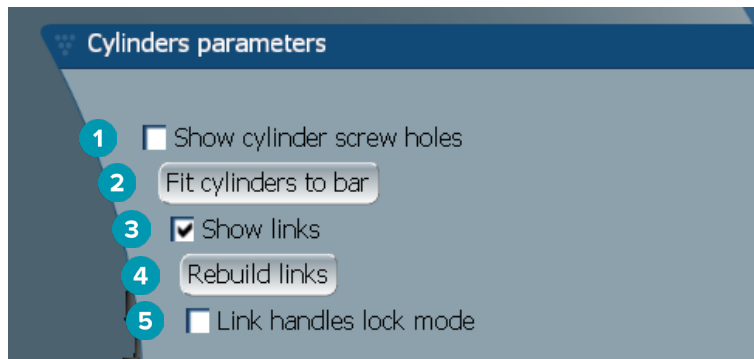 Cylinders parameters
1 Show cylinder screw holes
2 Fit cylinders to bar
3 Show links
4 Rebuild links
5 Link handles lock mode